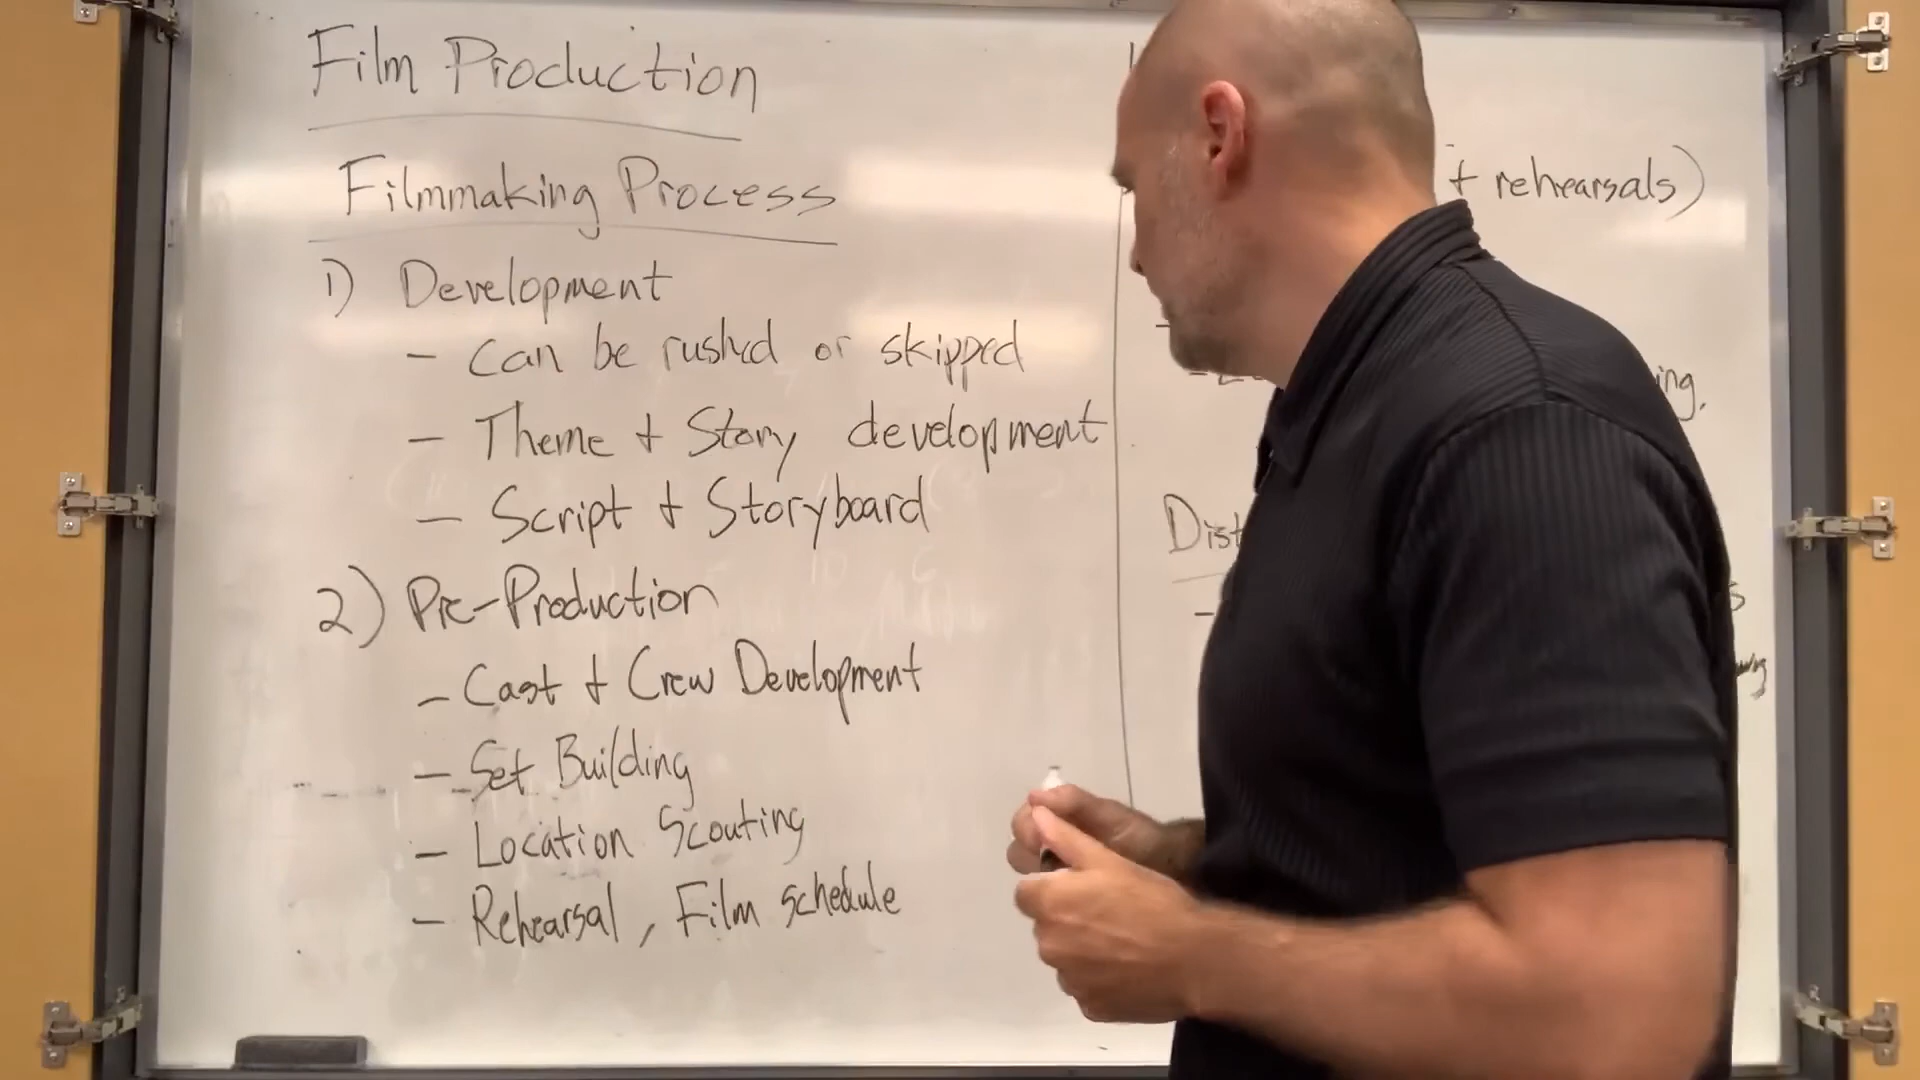 Film Production
Filmmaking Process
1) Development
- can be rushed or skipped
- Theme + Story development
- Script + Storyboard
2) Pre-Production
- Cast + Crew Development
- Set Building
- Location Scouting
- Rehearsal, Film schedule
+ rehearsals)